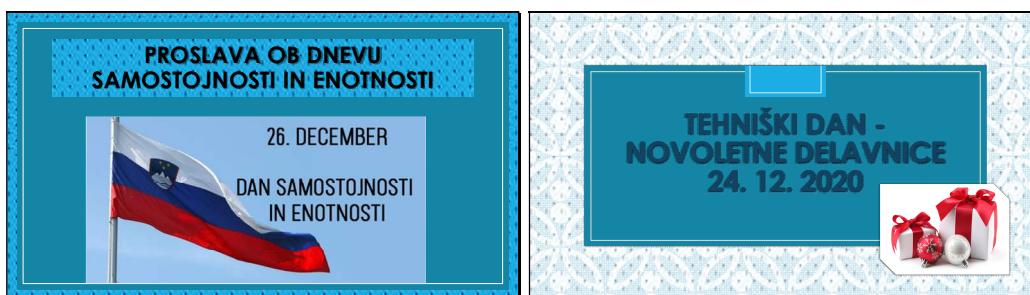 PROSLAVA OB DNEVU
SAMOSTOJNOSTI IN ENOTNOSTI
26. DECEMBER
DAN SAMOSTOJNOSTI
IN ENOTNOSTI
TEHNIŠKI DAN -
NOVOLETNE DELAVNICE
24. 12. 2020